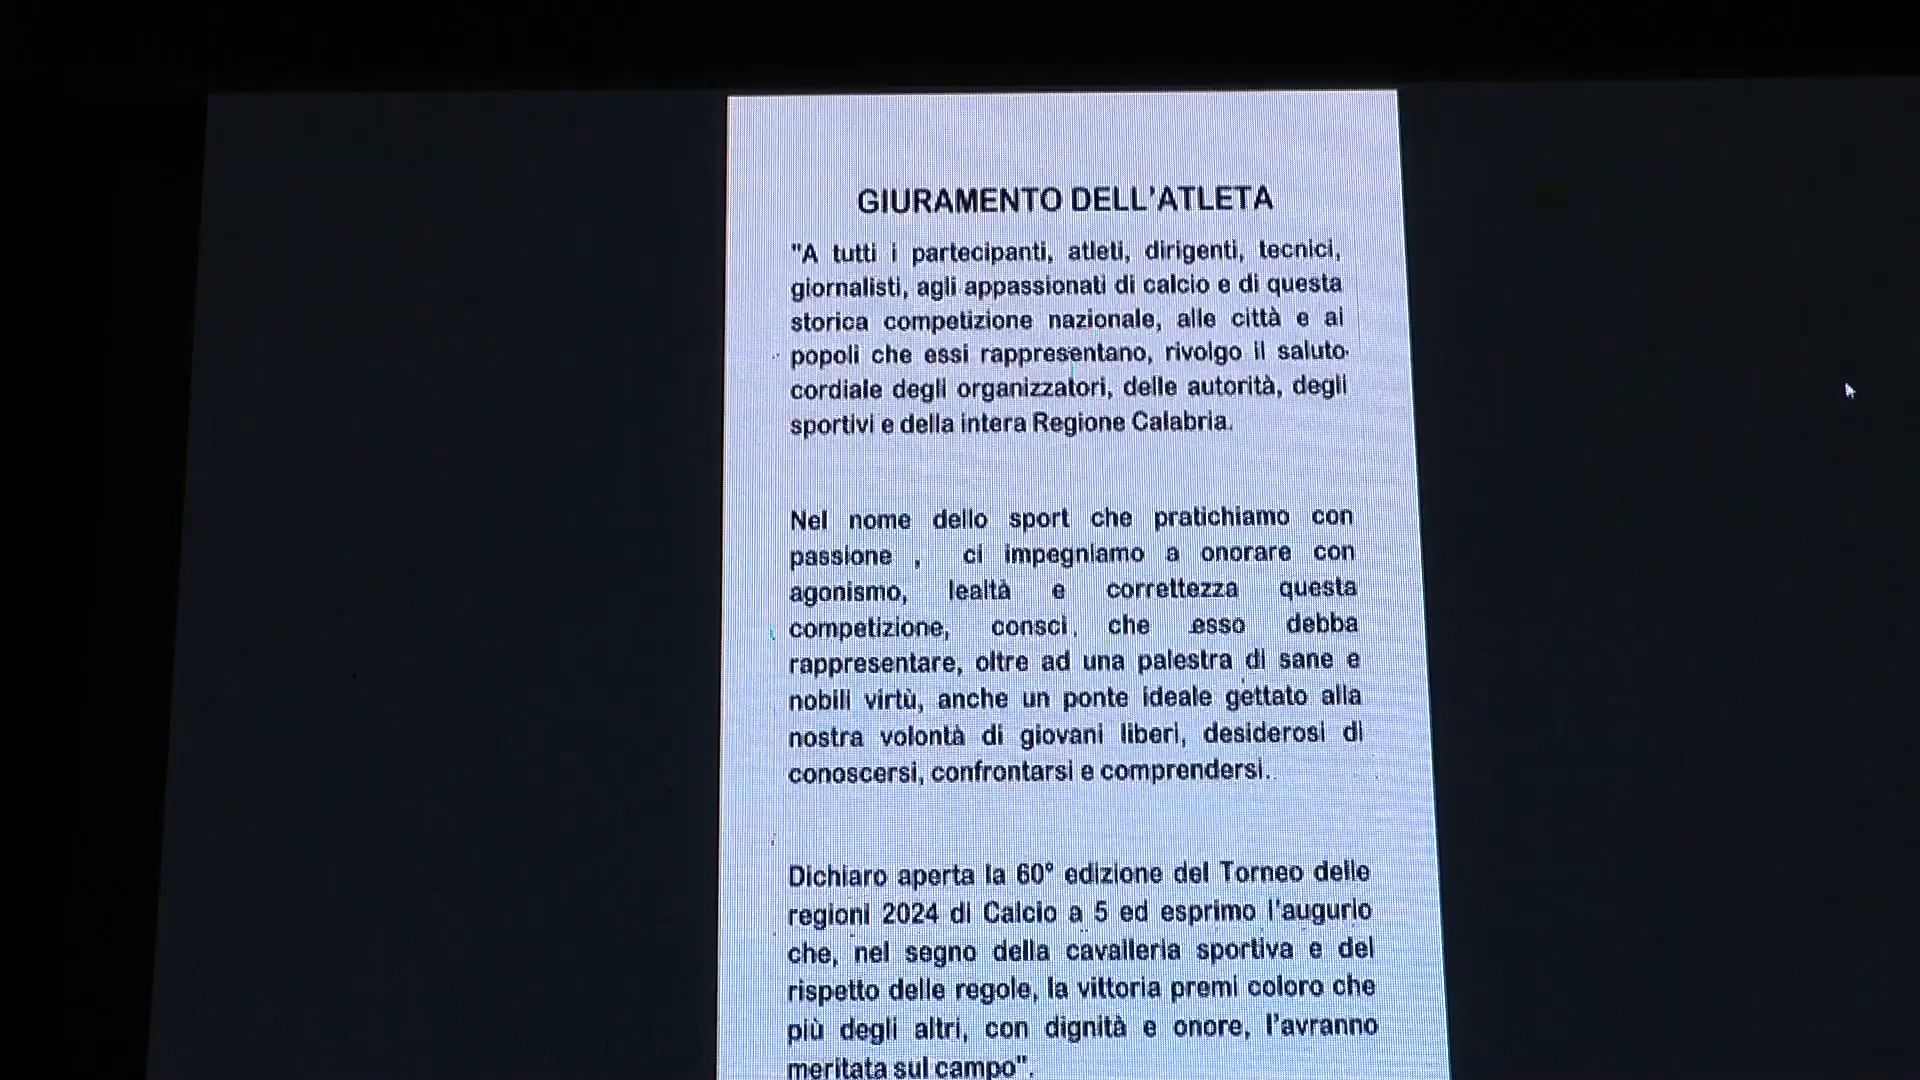 GIURAMENTO DELL'ATLETA
"A tutti i partecipanti, atleti, dirigenti, tecnici,
giornalisti, agli appassionati di calcio e di questa
storica competizione nazionale, alle città e ai
popoli che essi rappresentano, rivolgo il saluto
cordiale degli organizzatori, delle autorità, degli
sportivi e della intera Regione Calabria.
Nel nome dello sport che pratichiamo con
passione , ci impegniamo a onorare con
agonismo, lealtà e correttezza questa
competizione, consci, che esso debba
rappresentare, oltre ad una palestra di sane e
nobili virtù, anche un ponte ideale gettato alla
nostra volontà di giovani liberi, desiderosi di
conoscersi, confrontarsi e comprendersi.
Dichiaro aperta la 60° edizione del Torneo delle
regioni 2024 di Calcio a 5 ed esprimo l'augurio
che, nel segno della cavalleria sportiva e del
rispetto delle regole, la vittoria premi coloro che
più degli altri, con dignità e onore, l'avranno
meritata sul campo".